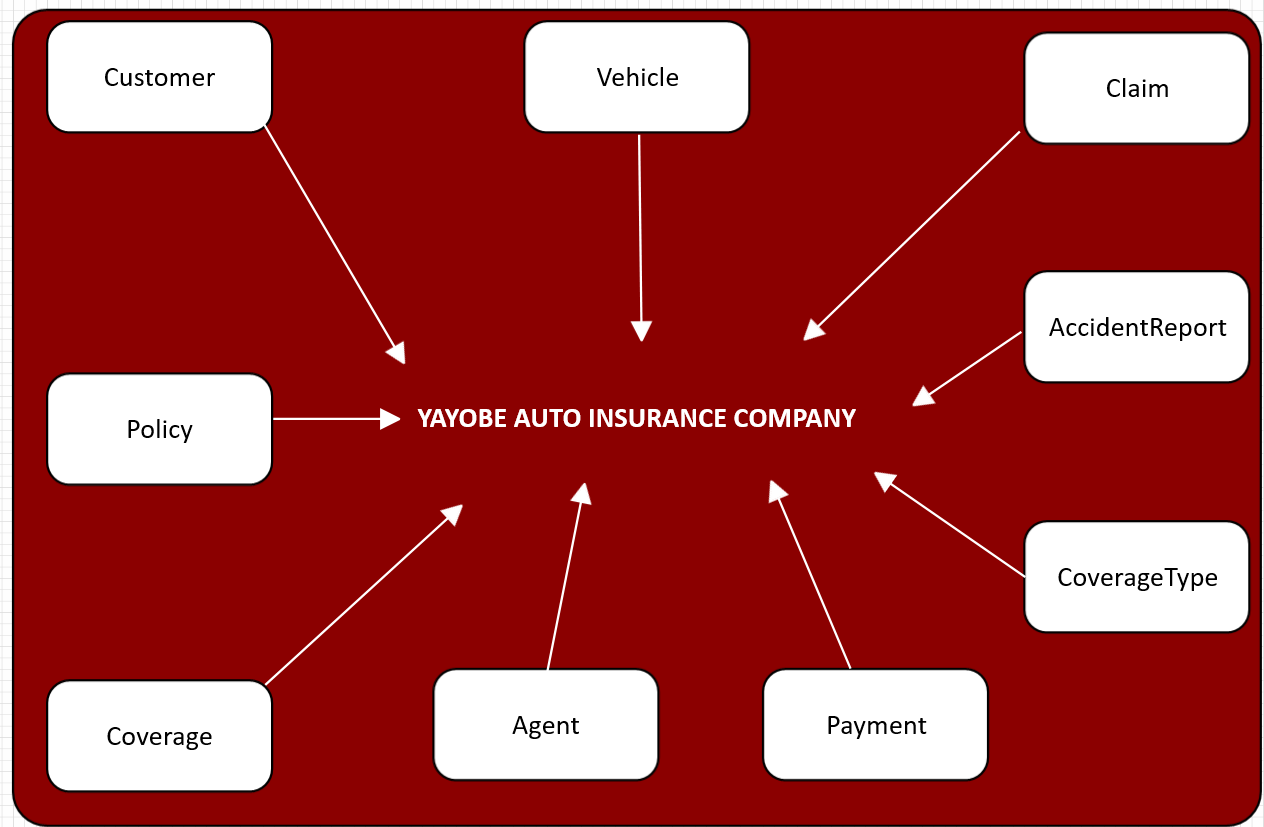 Customer
Vehicle
Claim
AccidentReport
Policy
YAYOBE AUTO INSURANCE COMPANY
CoverageType
Coverage
Agent
Payment